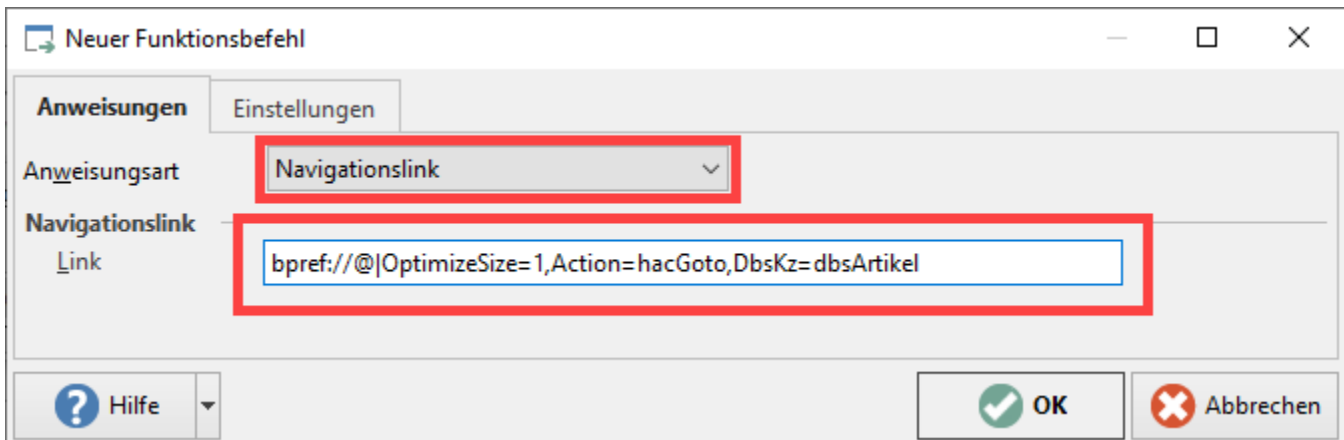 Neuer Funktionsbefehl
Anweisungen Einstellungen
Anweisungsart Navigationslink
Navigationslink
Link bpref://@|OptimizeSize=1,Action=hacGoto,DbsKz=dbsArtikel
Hilfe OK Abbrechen